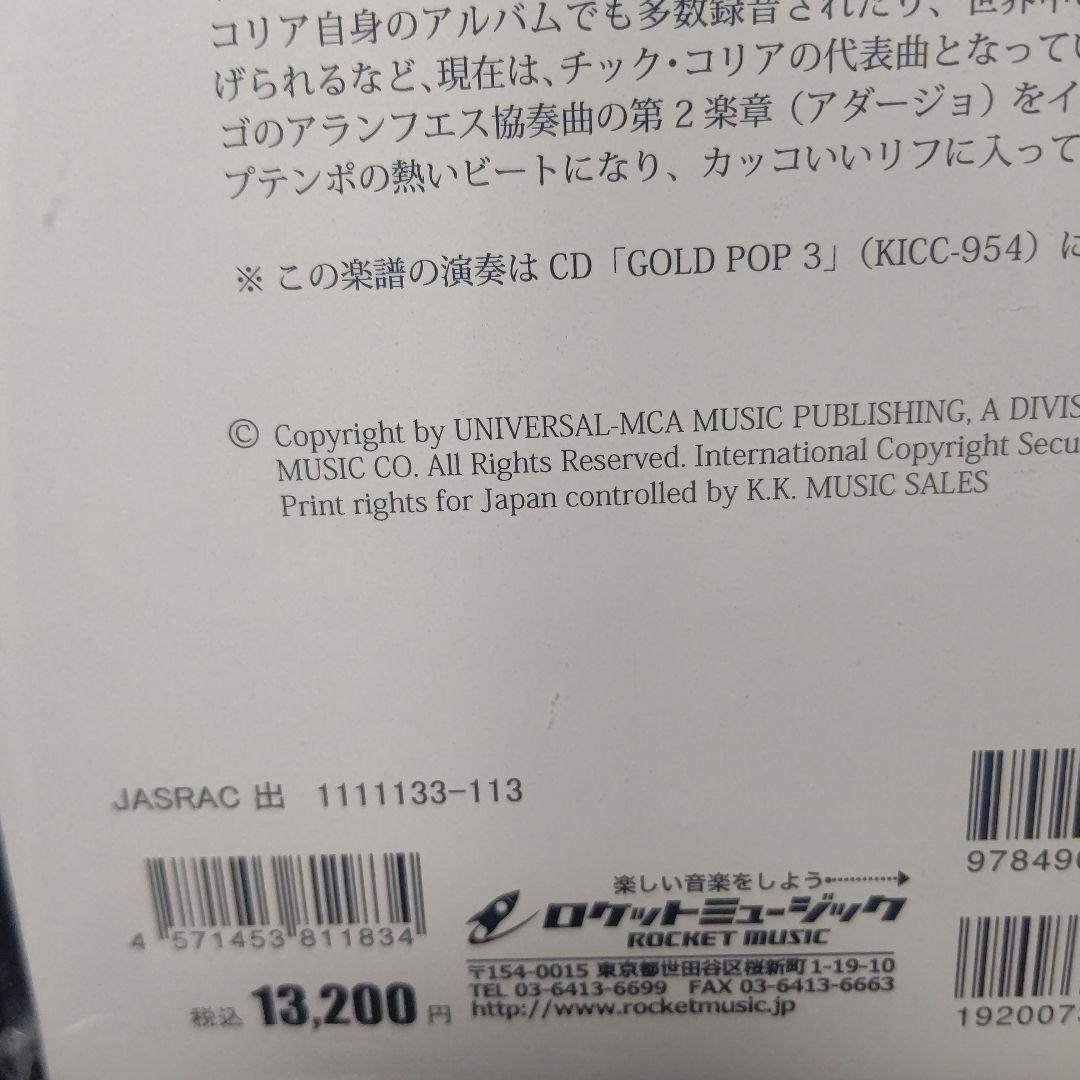 コリア自身のアルバムでも多数録音されたり、世界中
げられるなど、現在は、チック・コリアの代表曲となってい
ゴのアランフエス協奏曲の第2楽章（アダージョ）をイ
プテンポの熱いビートになり、カッコいいリフに入って
※ この楽譜の演奏は CD「GOLD POP 3」（KICC-954）に
© Copyright by UNIVERSAL-MCA MUSIC PUBLISHING, A DIVIS
MUSIC CO. All Rights Reserved. International Copyright Secu
Print rights for Japan controlled by K.K. MUSIC SALES
JASRAC 出 1111133-113
978490
4 571453 811834
楽しい音楽をしよう
ロケットミュージック
ROCKET MUSIC
〒154-0015 東京都世田谷区桜新町1-19-10
TEL 03-6413-6699 FAX 03-6413-6663
http://www.rocketmusic.jp
税込 13,200 円
192007